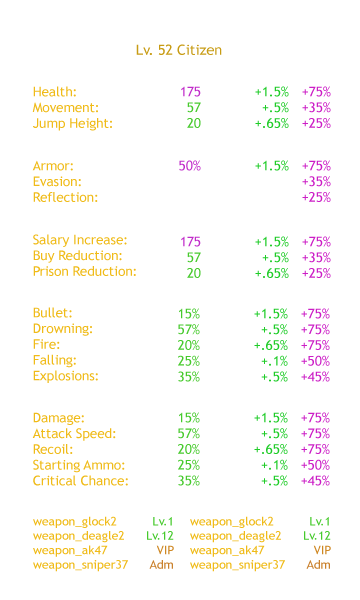 Lv. 52 Citizen
Health: 175 +1.5% +75%
Movement: 57 +.5% +35%
Jump Height: 20 +.65% +25%
Armor: 50% +1.5% +75%
Evasion: +35%
Reflection: +25%
Salary Increase: 175 +1.5% +75%
Buy Reduction: 57 +.5% +35%
Prison Reduction: 20 +.65% +25%
Bullet: 15% +1.5% +75%
Drowning: 57% +.5% +75%
Fire: 20% +.65% +75%
Falling: 25% +.1% +50%
Explosions: 35% +.5% +45%
Damage: 15% +1.5% +75%
Attack Speed: 57% +.5% +75%
Recoil: 20% +.65% +75%
Starting Ammo: 25% +.1% +50%
Critical Chance: 35% +.5% +45%
weapon_glock2 Lv.1 weapon_glock2 Lv.1
weapon_deagle2 Lv.12 weapon_deagle2 Lv.12
weapon_ak47 VIP weapon_ak47 VIP
weapon_sniper37 Adm weapon_sniper37 Adm